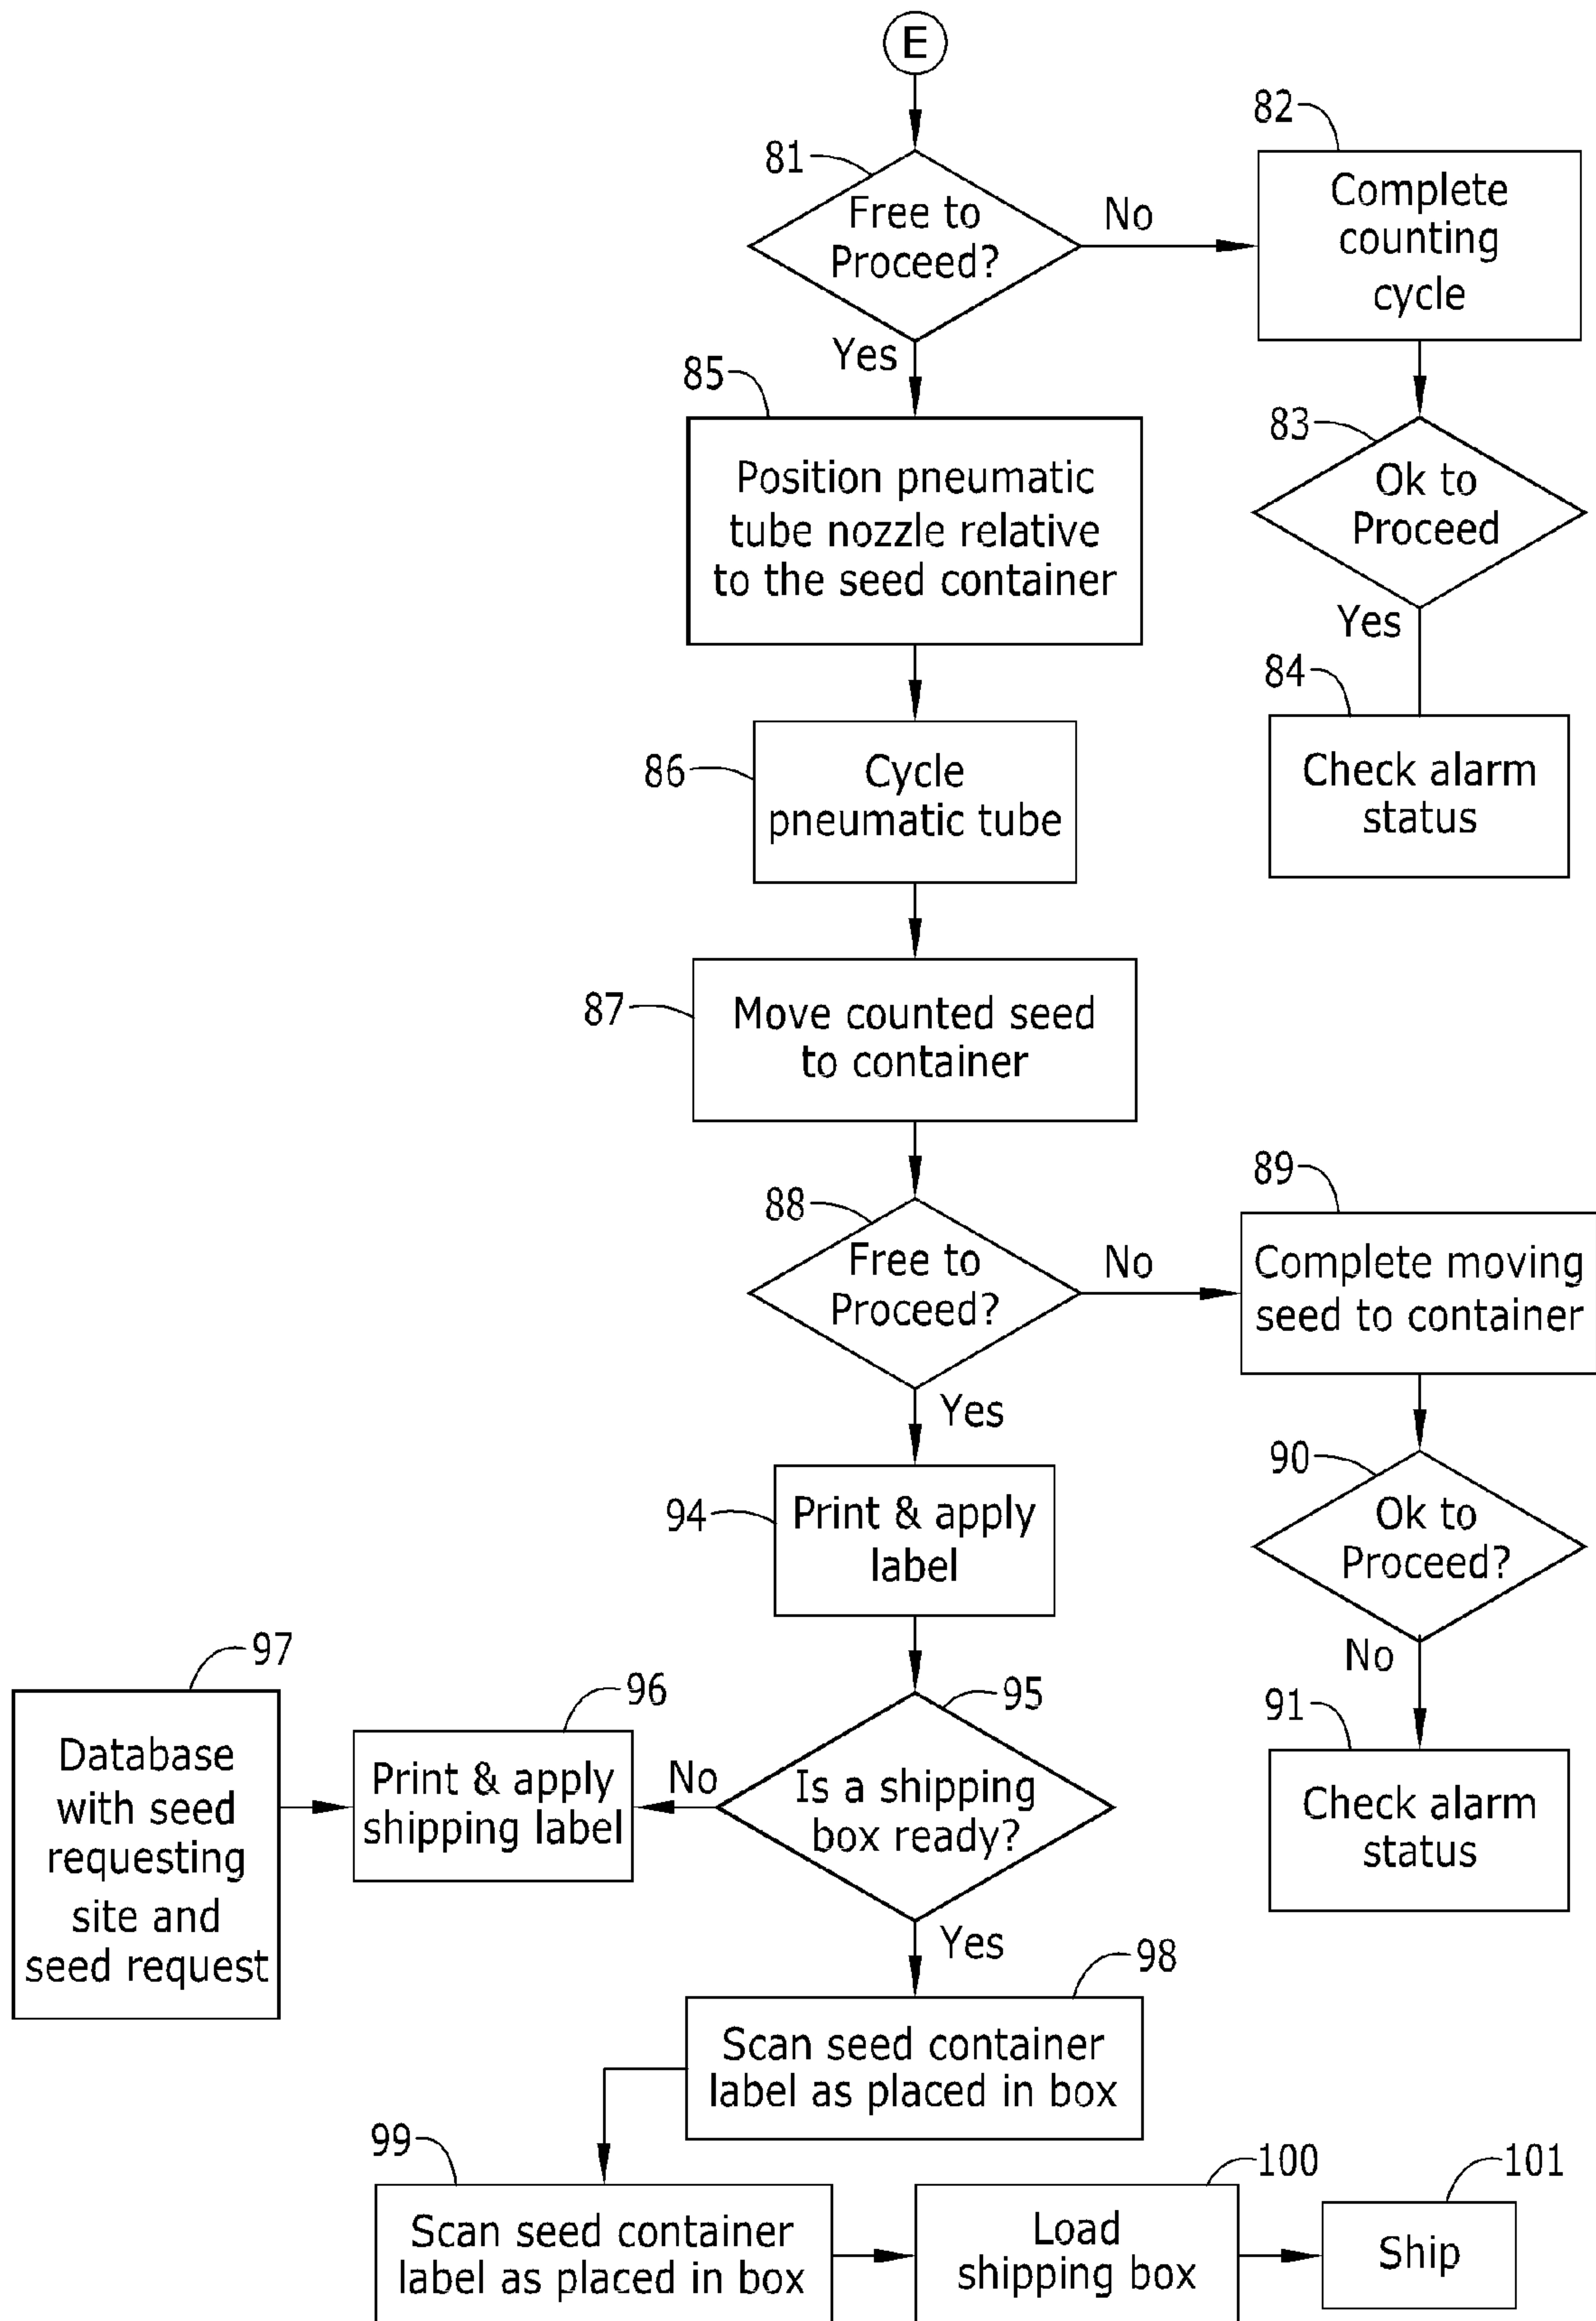 E
81
Free to
Proceed?
No
Yes
82
Complete
counting
cycle
83
Ok to
Proceed
Yes
84
Check alarm
status
85
Position pneumatic
tube nozzle relative
to the seed container
86
Cycle
pneumatic tube
87
Move counted seed
to container
88
Free to
Proceed?
No
Yes
89
Complete moving
seed to container
90
Ok to
Proceed?
No
91
Check alarm
status
94
Print & apply
label
95
Is a shipping
box ready?
No
Yes
96
Print & apply
shipping label
97
Database
with seed
requesting
site and
seed request
98
Scan seed container
label as placed in box
99
Scan seed container
label as placed in box
100
Load
shipping box
101
Ship